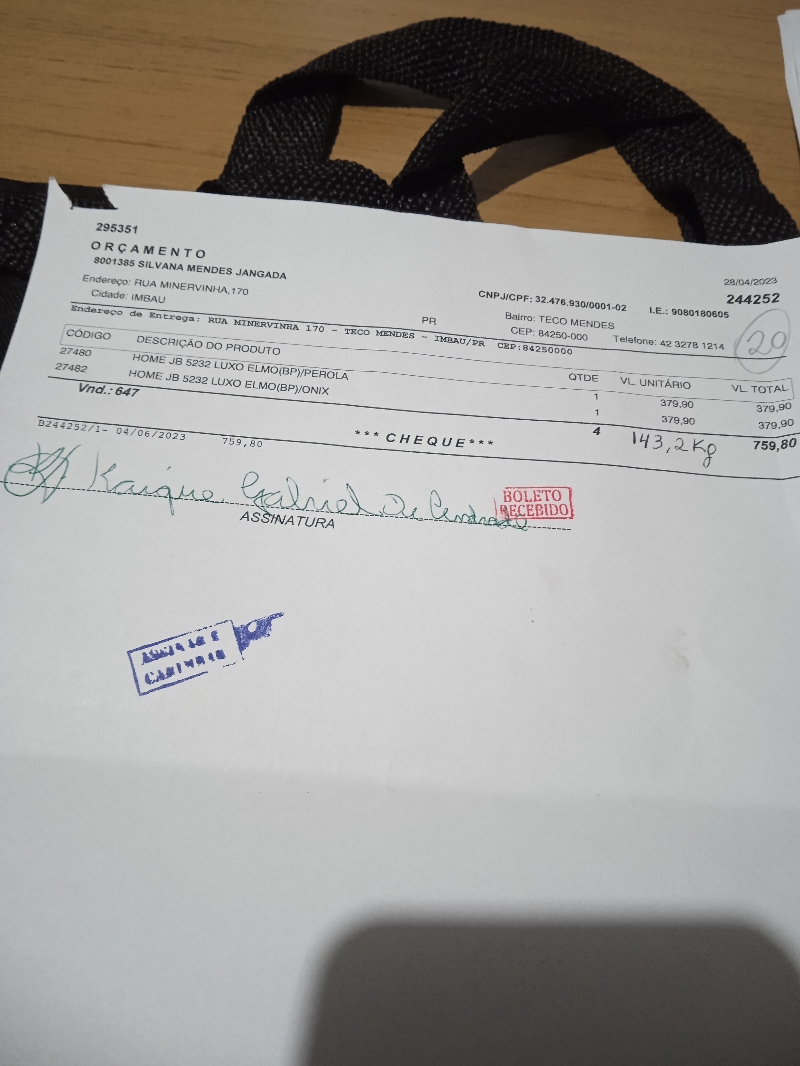 295351
ORÇAMENTO
28/04/2023
8001385 SILVANA MENDES JANGADA
CNPJ/CPF: 32.476.930/0001-02 I.E.: 9080180605 244252
Endereço: RUA MINERVINHA,170
Bairro: TECO MENDES
Cidade: IMBAU PR CEP: 84250-000 Telefone: 42 3278 1214
20
Endereço de Entrega: RUA MINERVINHA 170 - TECO MENDES - IMBAU/PR CEP:84250000
CÓDIGO DESCRIÇÃO DO PRODUTO QTDE VL. UNITÁRIO VL. TOTAL
27480 HOME JB 5232 LUXO ELMO(BP)/PEROLA 1 379,90 379,90
27482 HOME JB 5232 LUXO ELMO(BP)/ONIX 1 379,90 379,90
Vnd.: 647 4 143,2Kg 759,80
B244252/1- 04/06/2023 759,80 *** CHEQUE***
Kaique Gabriel De
BOLETO
RECEBIDO
ASSINATURA